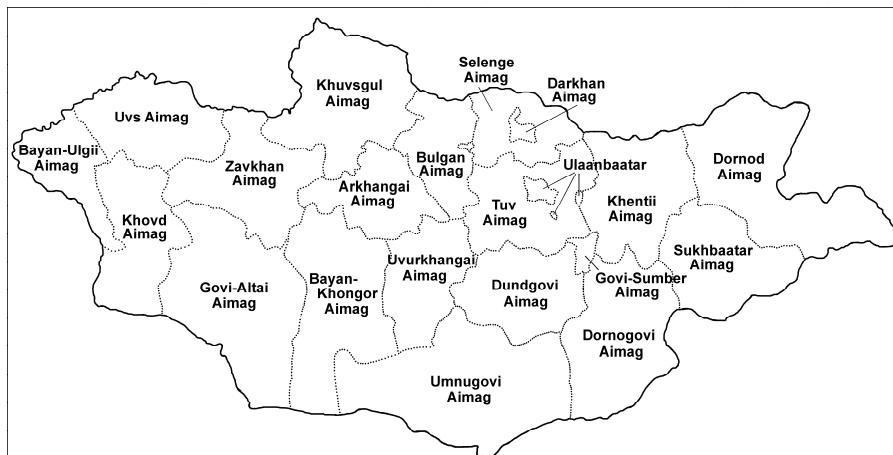 Selenge
Aimag
Darkhan
Aimag
Khuvsgul
Aimag
Uvs Aimag
Bayan-Ulgii
Aimag
Zavkhan
Aimag
Bulgan
Aimag
Ulaanbaatar
Dornod
Aimag
Arkhangai
Aimag
Khovd
Aimag
Tuv
Aimag
Khentii
Aimag
Sukhbaatar
Aimag
Uvurkhangai
Aimag
Govi-Altai
Aimag
Bayan-
Khongor
Aimag
Dundgovi
Aimag
Govi-Sumber
Aimag
Dornogovi
Aimag
Umnugovi
Aimag